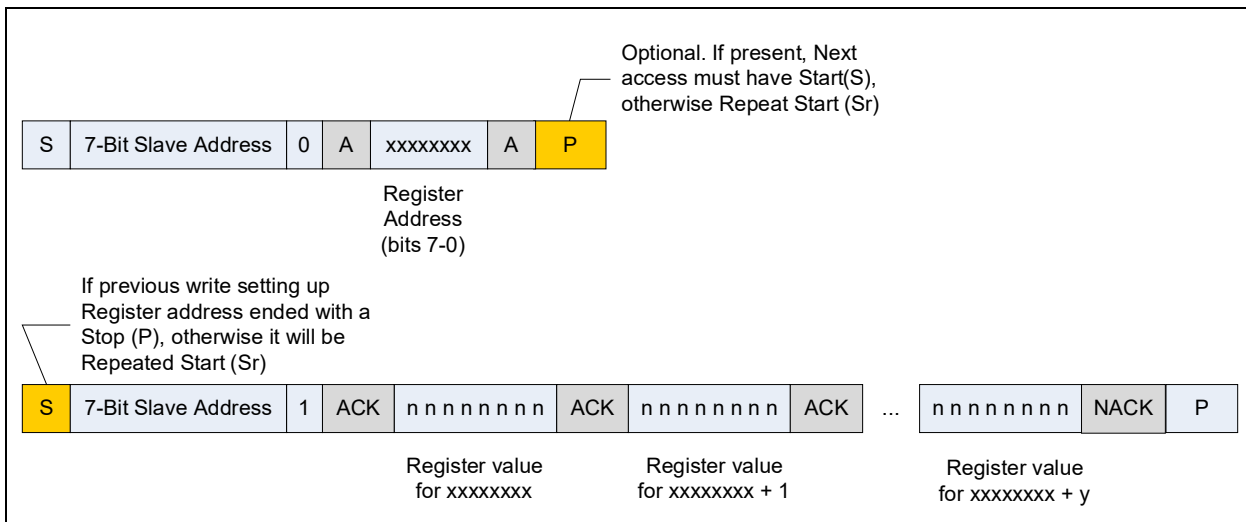 Optional. If present, Next
access must have Start(S),
otherwise Repeat Start (Sr)
S 7-Bit Slave Address 0 A xxxxxxxx A P
Register
Address
(bits 7-0)
If previous write setting up
Register address ended with a
Stop (P), otherwise it will be
Repeated Start (Sr)
S 7-Bit Slave Address 1 ACK n n n n n n n n ACK n n n n n n n n ACK ... n n n n n n n n NACK P
Register value
for xxxxxxxx
Register value
for xxxxxxxx + 1
Register value
for xxxxxxxx + y